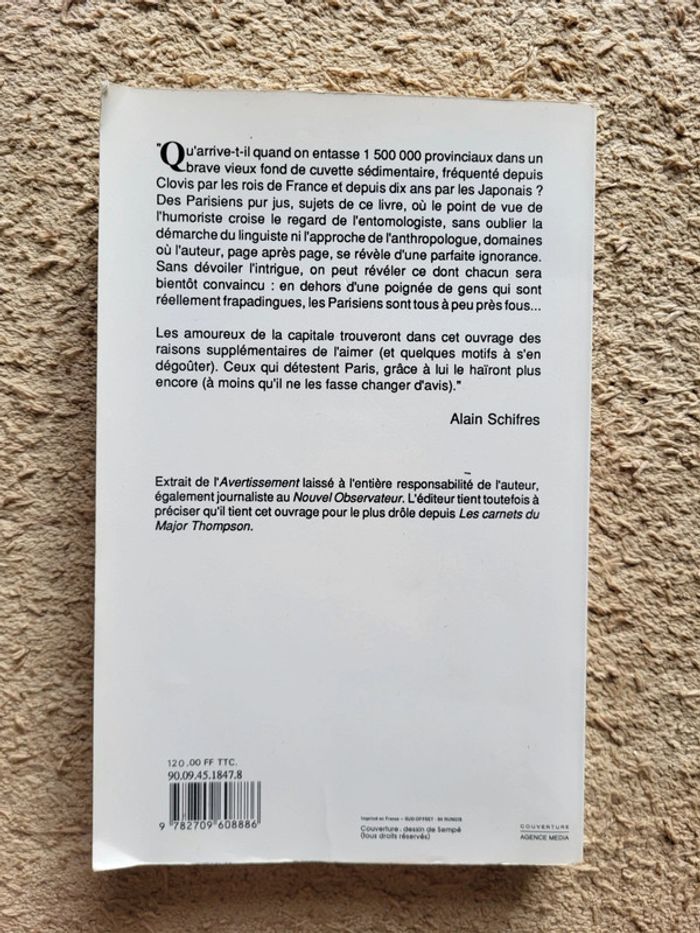 "Qu'arrive-t-il quand on entasse 1 500 000 provinciaux dans un
brave vieux fond de cuvette sédimentaire, fréquenté depuis
Clovis par les rois de France et depuis dix ans par les Japonais ?
Des Parisiens pur jus, sujets de ce livre, où le point de vue de
l'humoriste croise le regard de l'entomologiste, sans oublier la
démarche du linguiste ni l'approche de l'anthropologue, domaines
où l'auteur, page après page, se révèle d'une parfaite ignorance.
Sans dévoiler l'intrigue, on peut révéler ce dont chacun sera
bientôt convaincu : en dehors d'une poignée de gens qui sont
réellement frapadingues, les Parisiens sont tous à peu près fous...
Les amoureux de la capitale trouveront dans cet ouvrage des
raisons supplémentaires de l'aimer (et quelques motifs à s'en
dégoûter). Ceux qui détestent Paris, grâce à lui le haïront plus
encore (à moins qu'il ne les fasse changer d'avis)."
Alain Schifres
Extrait de l'Avertissement laissé à l'entière responsabilité de l'auteur,
également journaliste au Nouvel Observateur. L'éditeur tient toutefois à
préciser qu'il tient cet ouvrage pour le plus drôle depuis Les carnets du
Major Thompson.
120.00 FF TTC.
90.09.45.1847.8
9 782709 608886
Imprimé en France - SUD-OFFSET - 94 RUNGIS
Couverture : dessin de Sempé
(tous droits réservés)
COUVERTURE
AGENCE MEDIA